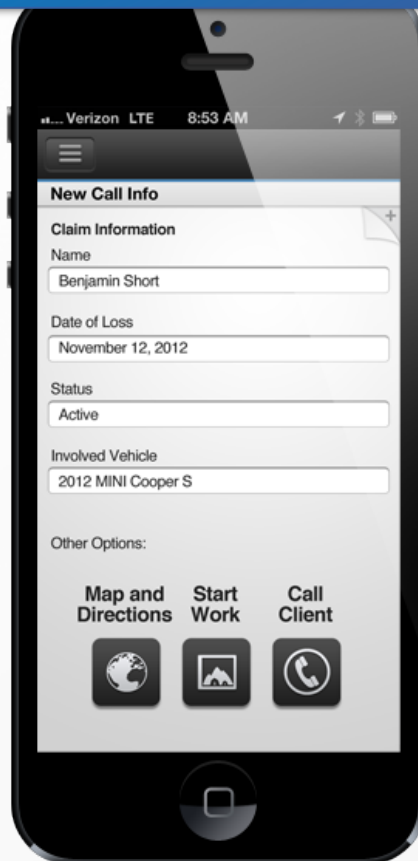 Verizon LTE 8:53 AM
New Call Info
Claim Information
Name
Benjamin Short
Date of Loss
November 12, 2012
Status
Active
Involved Vehicle
2012 MINI Cooper S
Other Options:
Map and Directions
Start Work
Call Client